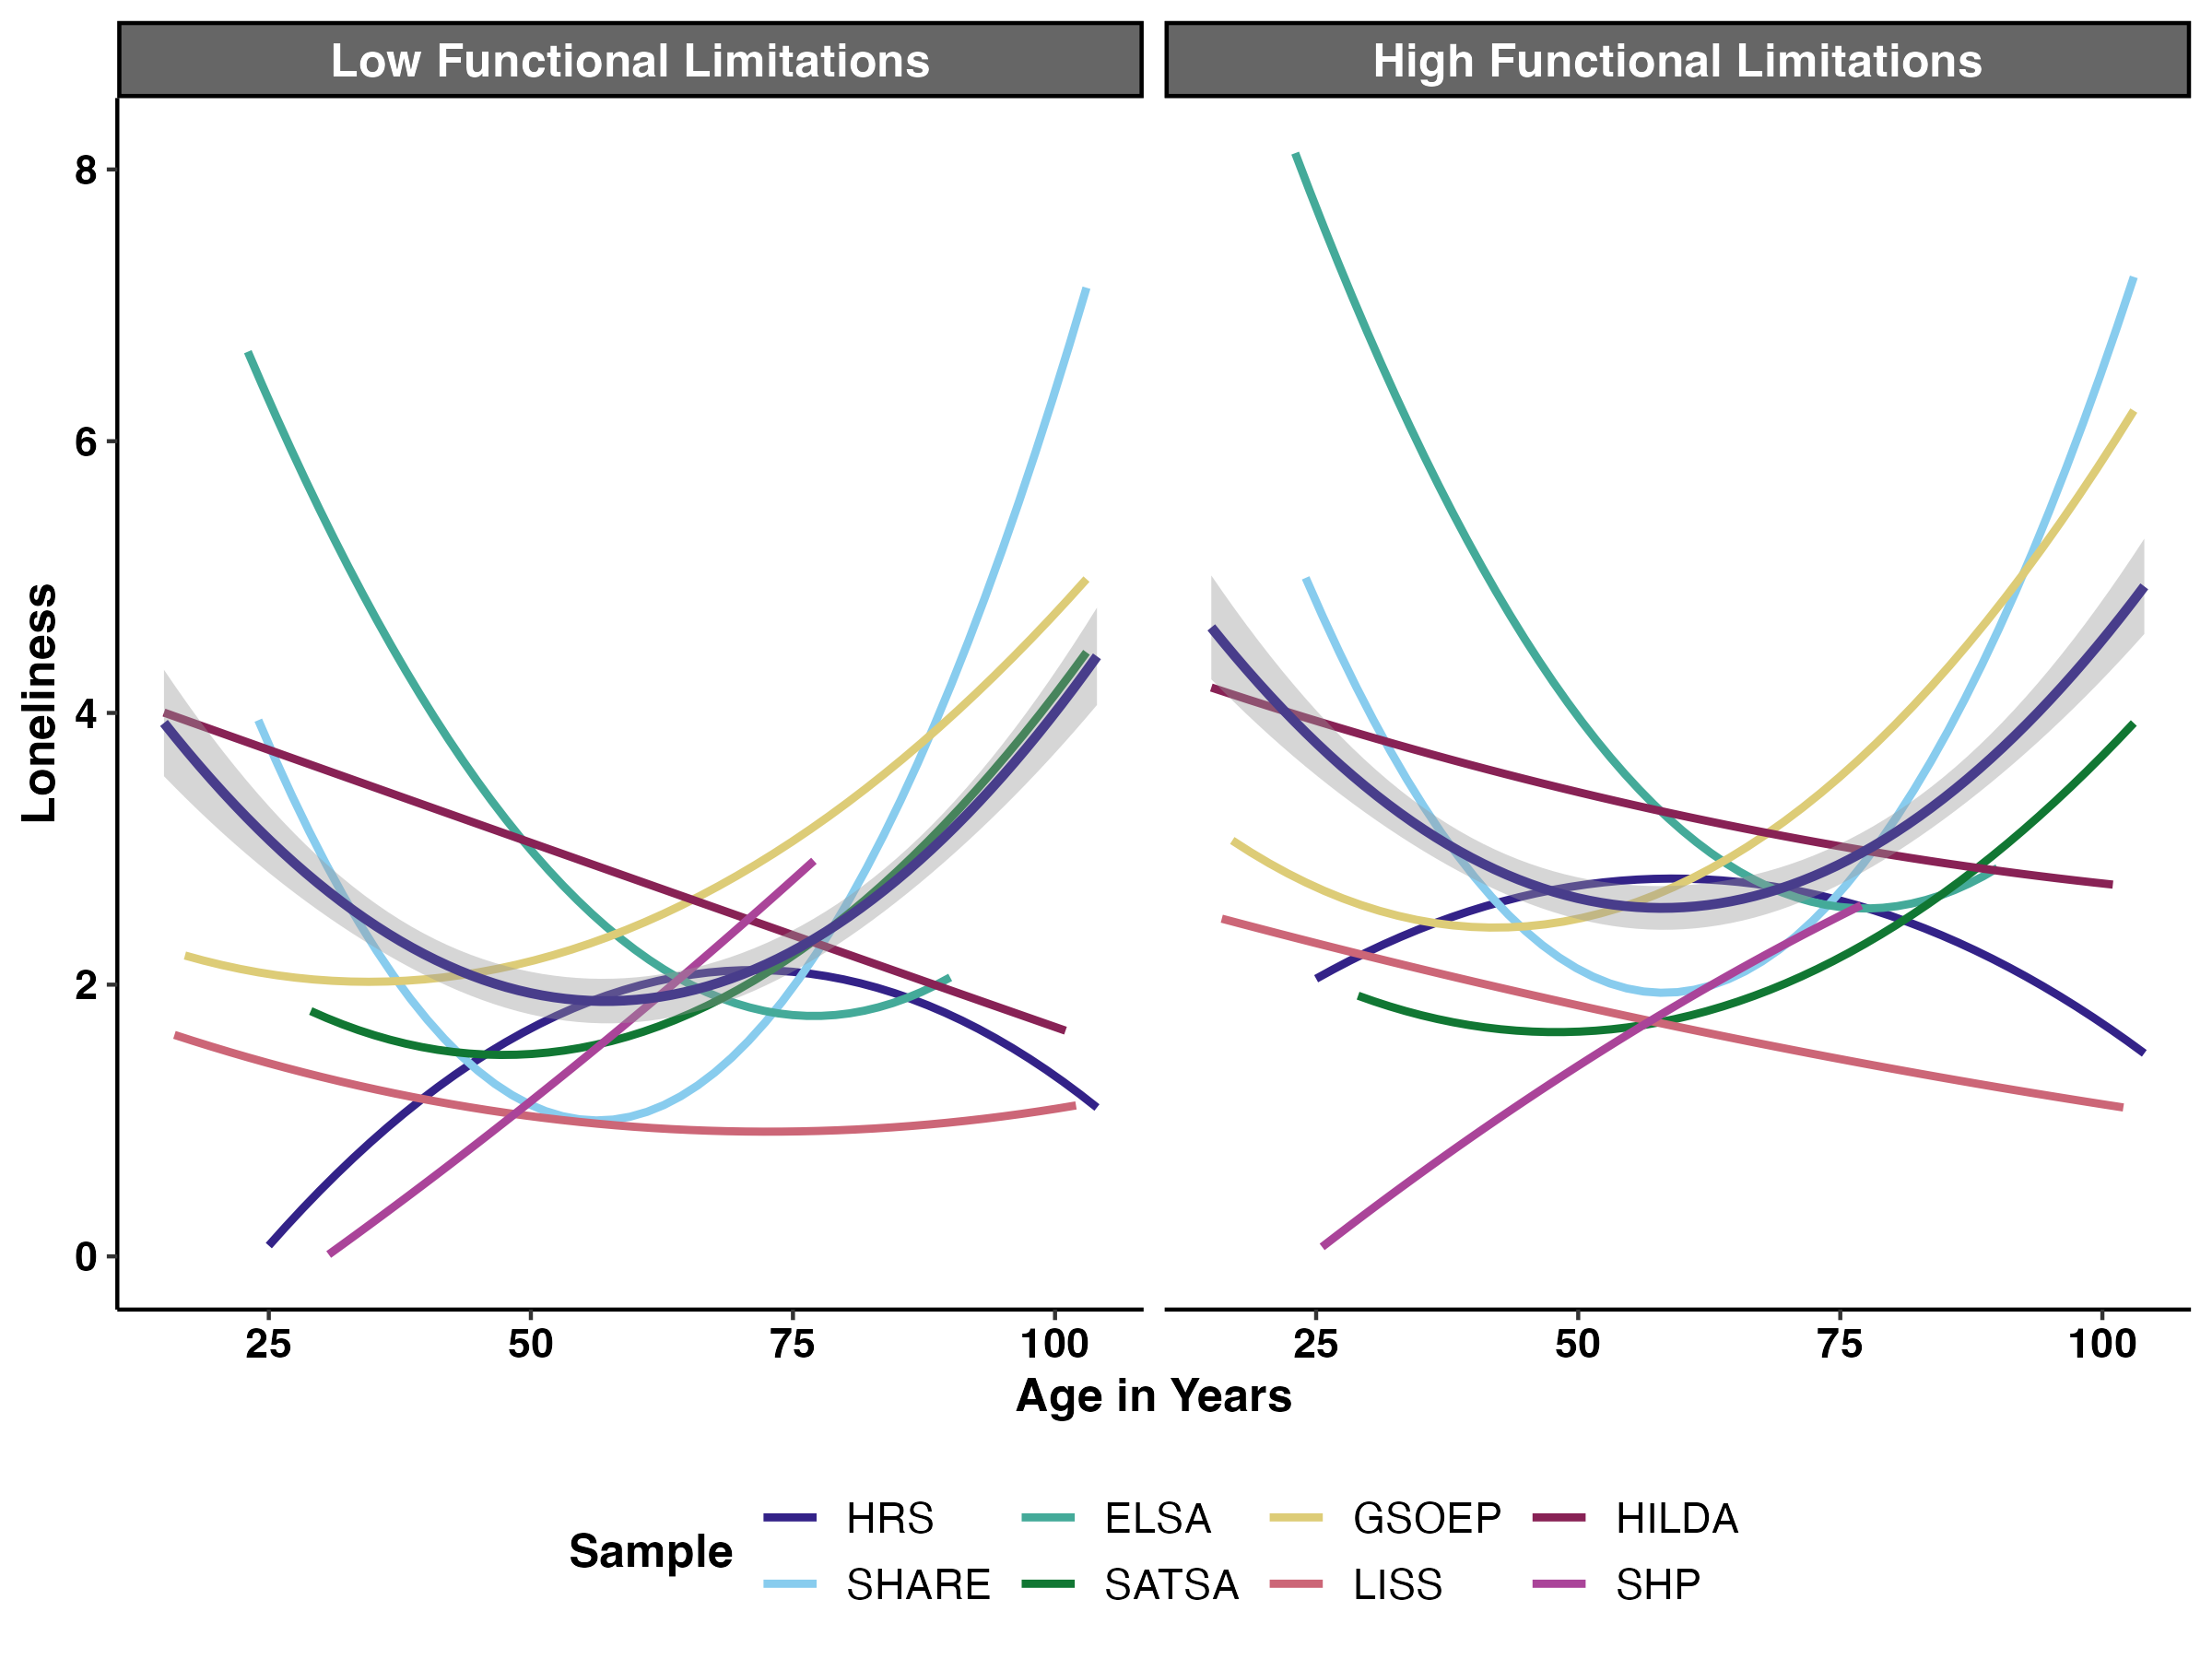 Low Functional Limitations
High Functional Limitations
Loneliness
8
6
4
2
0
25 50 75 100
25 50 75 100
Age in Years
Sample
HRS ELSA GSOEP HILDA
SHARE SATSA LISS SHP